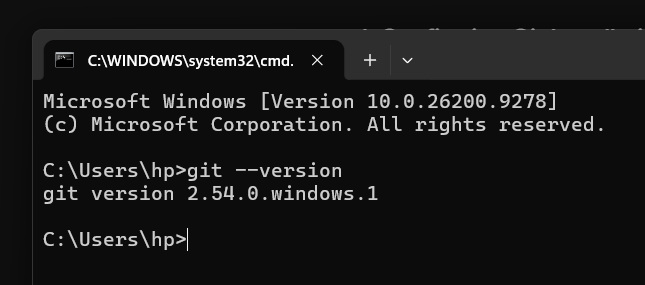 C:\WINDOWS\system32\cmd.
Microsoft Windows [Version 10.0.26200.9278]
(c) Microsoft Corporation. All rights reserved.
C:\Users\hp>git --version
git version 2.54.0.windows.1
C:\Users\hp>